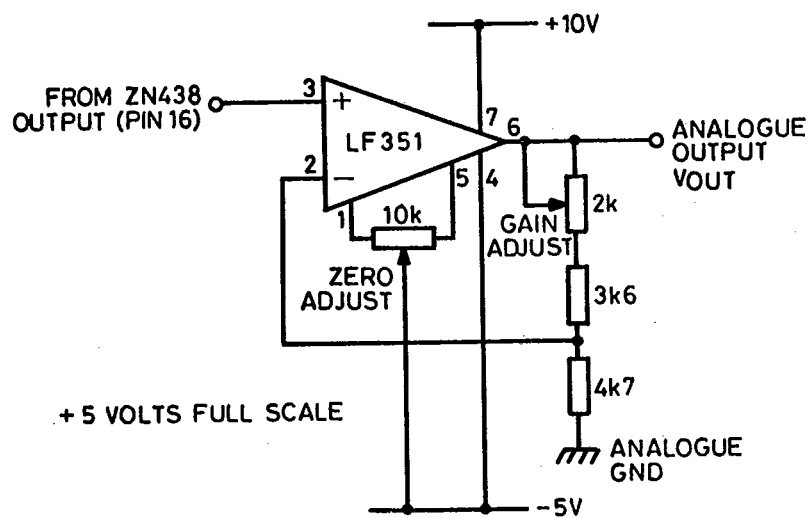 +10V
FROM ZN438
OUTPUT (PIN 16)
3
+
7
6
LF351
ANALOGUE
OUTPUT
VOUT
2
−
5
4
1
10k
2k
GAIN
ADJUST
ZERO
ADJUST
3k6
4k7
+5 VOLTS FULL SCALE
ANALOGUE
GND
−5V